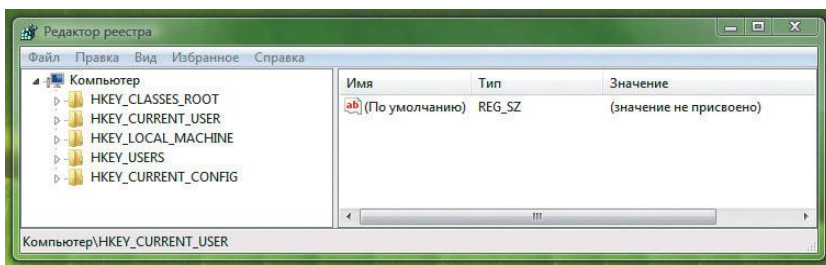 Редактор реестра
Файл Правка Вид Избранное Справка
Компьютер
HKEY_CLASSES_ROOT
HKEY_CURRENT_USER
HKEY_LOCAL_MACHINE
HKEY_USERS
HKEY_CURRENT_CONFIG
Имя Тип Значение
ab (По умолчанию) REG_SZ (значение не присвоено)
Компьютер\HKEY_CURRENT_USER